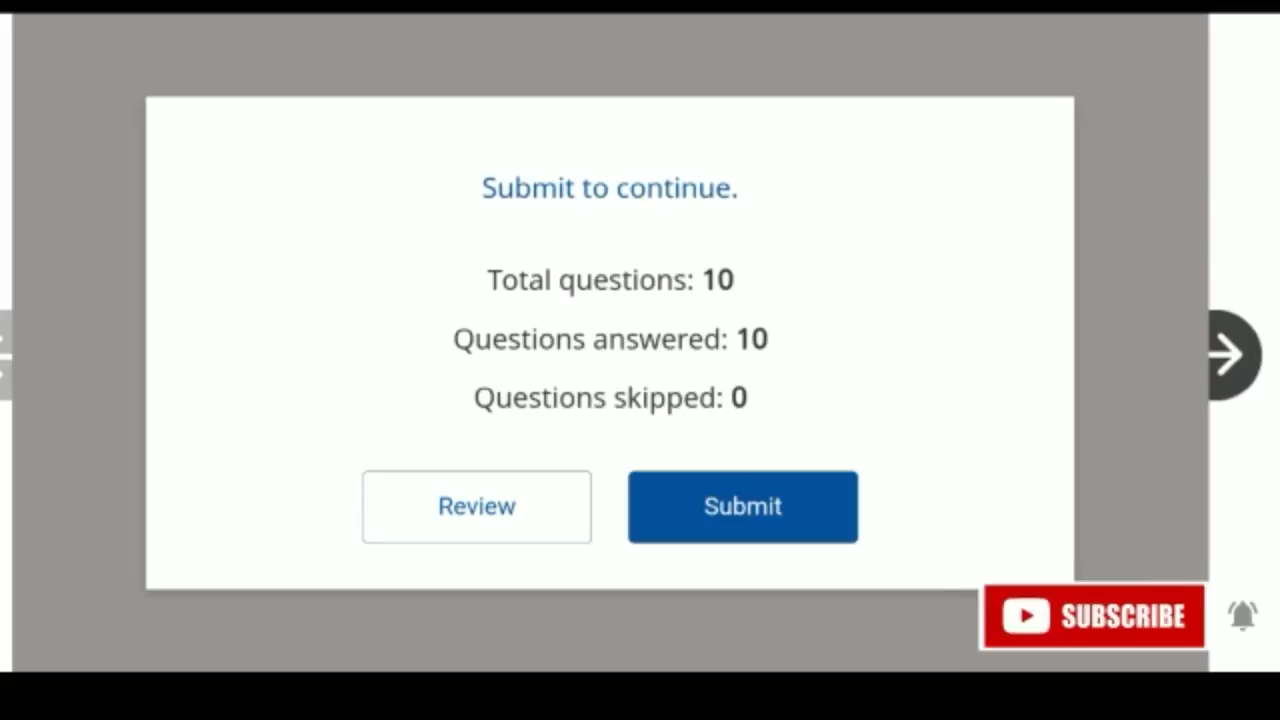 Submit to continue.
Total questions: 10
Questions answered: 10
Questions skipped: 0
Review
Submit
SUBSCRIBE